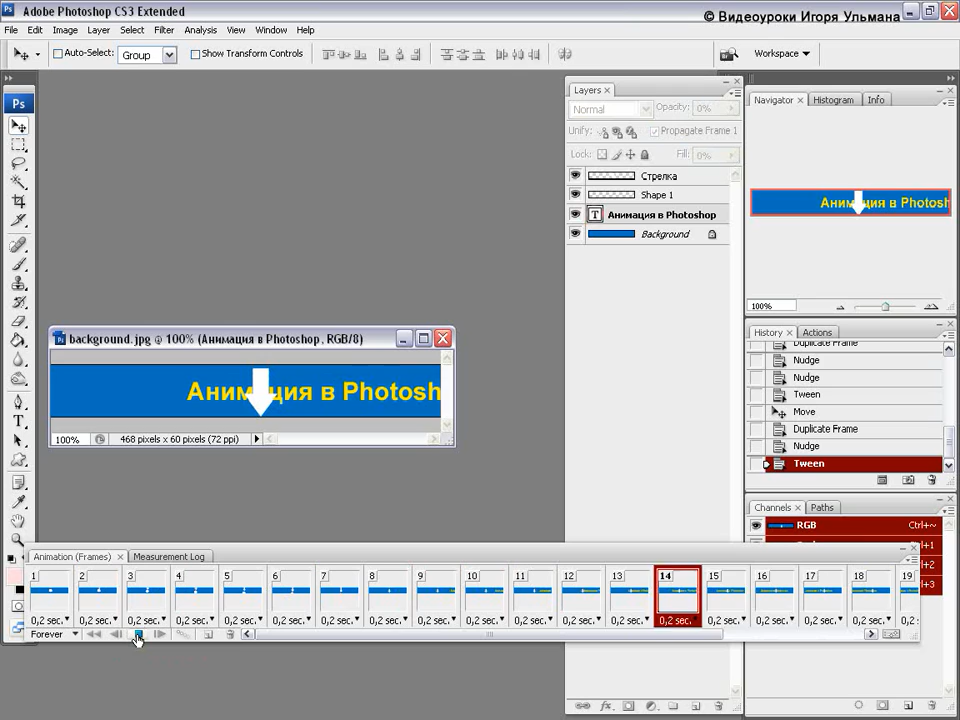 Adobe Photoshop CS3 Extended
© Видеоуроки Игоря Ульмана
File Edit Image Layer Select Filter Analysis View Window Help
Auto-Select: Group Show Transform Controls Workspace
Ps
Layers
Normal Opacity: 0%
Unify: Propagate Frame 1
Lock: Fill: 0%
Стрелка
Shape 1
T Анимация в Photoshop
Background
Navigator Histogram Info
Анимация в Photosh
100%
History Actions
Duplicate Frame
Nudge
Nudge
Tween
Move
Duplicate Frame
Nudge
Tween
Channels Paths
RGB Ctrl+~
Ctrl+1
background.jpg @ 100% (Анимация в Photoshop, RGB/8)
Анимация в Photosh
100% 468 pixels x 60 pixels (72 ppi)
Animation (Frames) Measurement Log
1 2 3 4 5 6 7 8 9 10 11 12 13 14 15 16 17 18 19
0,2 sec. 0,2 sec. 0,2 sec. 0,2 sec. 0,2 sec. 0,2 sec. 0,2 sec. 0,2 sec. 0,2 sec. 0,2 sec. 0,2 sec. 0,2 sec. 0,2 sec. 0,2 sec. 0,2 sec. 0,2 sec. 0,2 sec. 0,2 sec. 0,2
Forever